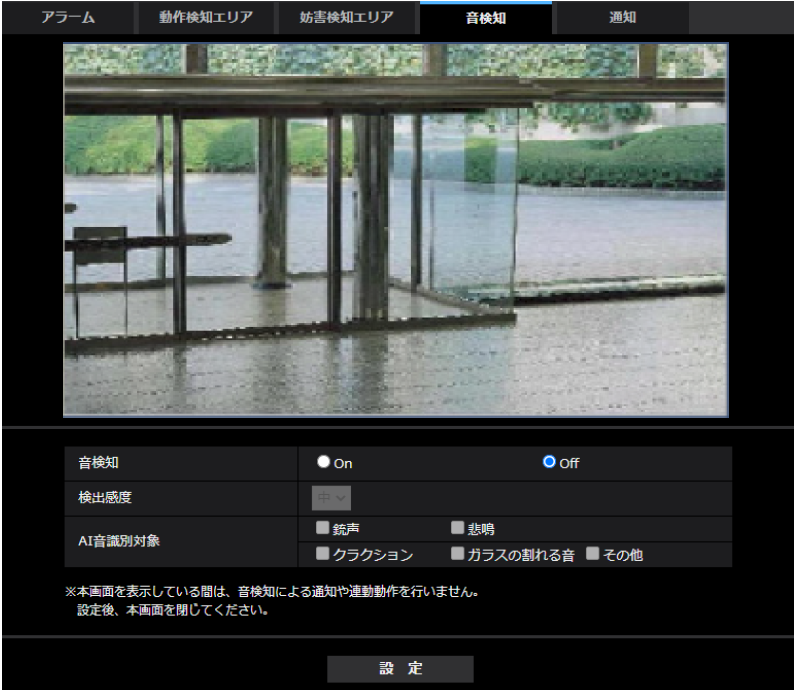 アラーム 動作検知エリア 妨害検知エリア 音検知 通知
音検知 On Off
検出感度 中
AI音識別対象 銃声 悲鳴
クラクション ガラスの割れる音 その他
※本画面を表示している間は、音検知による通知や連動動作を行いません。
設定後、本画面を閉じてください。
設 定